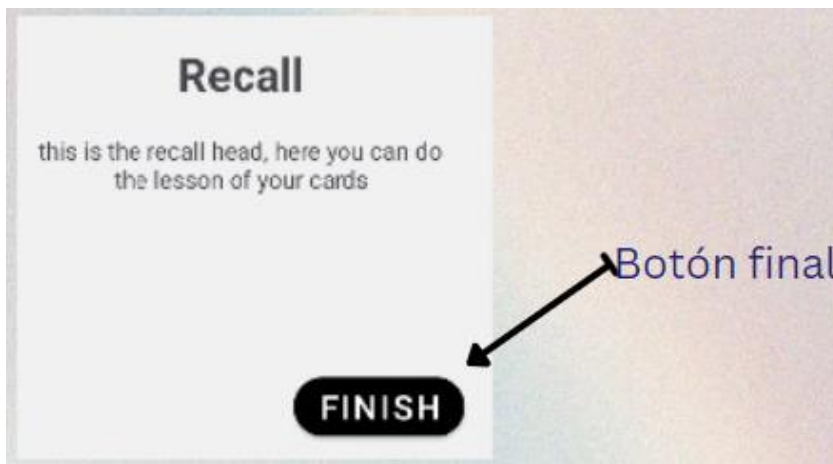 Recall
this is the recall head, here you can do
the lesson of your cards
Botón final
FINISH